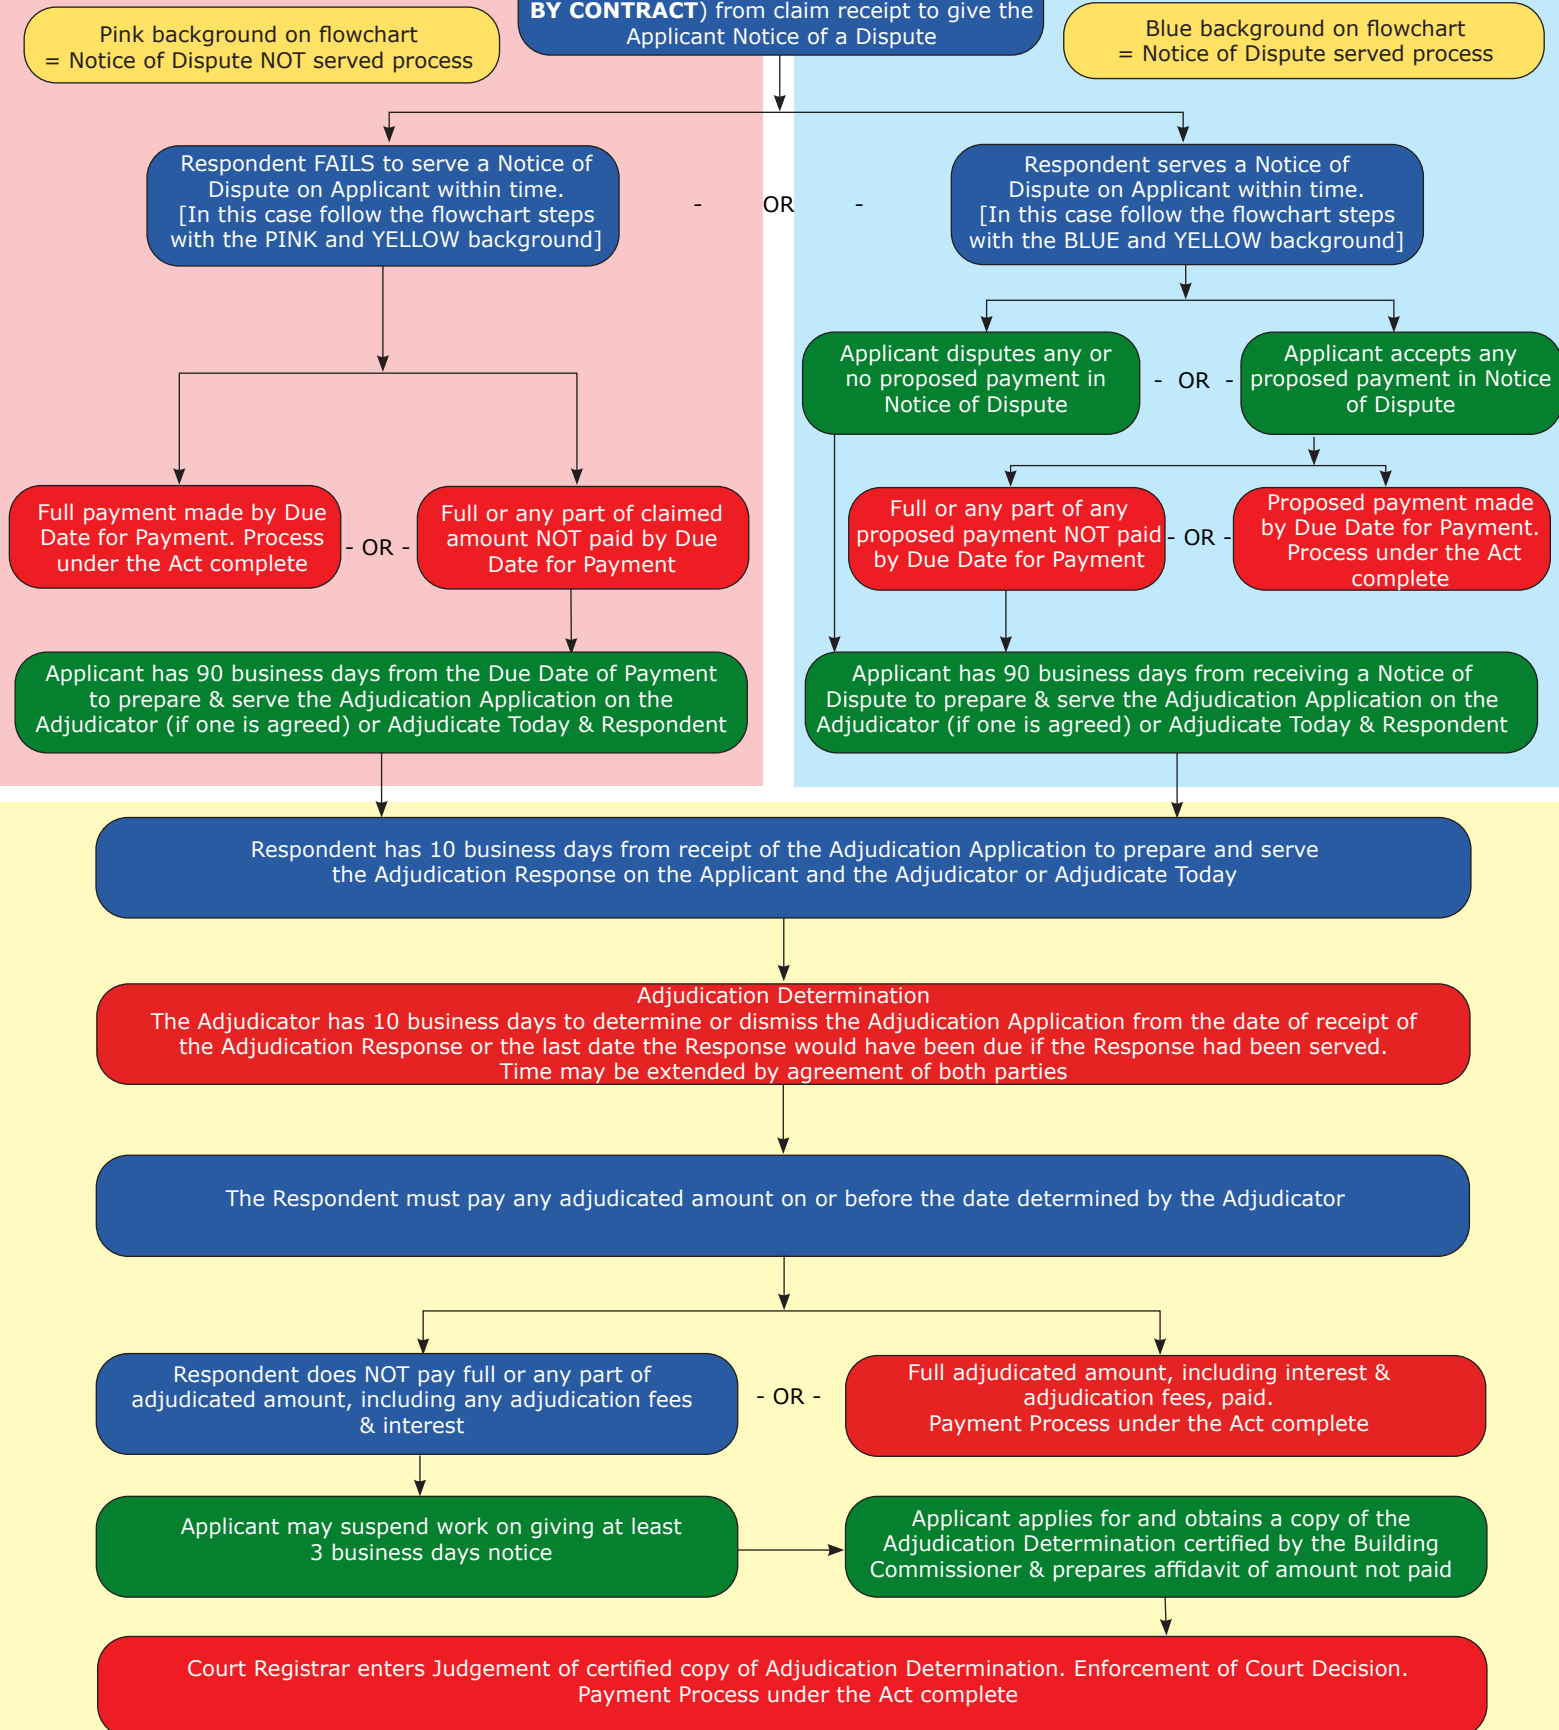 BY CONTRACT) from claim receipt to give the
Applicant Notice of a Dispute
Pink background on flowchart
= Notice of Dispute NOT served process
Blue background on flowchart
= Notice of Dispute served process
Respondent FAILS to serve a Notice of
Dispute on Applicant within time.
[In this case follow the flowchart steps
with the PINK and YELLOW background]
- OR -
Respondent serves a Notice of
Dispute on Applicant within time.
[In this case follow the flowchart steps
with the BLUE and YELLOW background]
Applicant disputes any or
no proposed payment in
Notice of Dispute
- OR -
Applicant accepts any
proposed payment in Notice
of Dispute
Full payment made by Due
Date for Payment. Process
under the Act complete
- OR -
Full or any part of claimed
amount NOT paid by Due
Date for Payment
Full or any part of any
proposed payment NOT paid
by Due Date for Payment
- OR -
Proposed payment made
by Due Date for Payment.
Process under the Act
complete
Applicant has 90 business days from the Due Date of Payment
to prepare & serve the Adjudication Application on the
Adjudicator (if one is agreed) or Adjudicate Today & Respondent
Applicant has 90 business days from receiving a Notice of
Dispute to prepare & serve the Adjudication Application on the
Adjudicator (if one is agreed) or Adjudicate Today & Respondent
Respondent has 10 business days from receipt of the Adjudication Application to prepare and serve
the Adjudication Response on the Applicant and the Adjudicator or Adjudicate Today
Adjudication Determination
The Adjudicator has 10 business days to determine or dismiss the Adjudication Application from the date of receipt of
the Adjudication Response or the last date the Response would have been due if the Response had been served.
Time may be extended by agreement of both parties
The Respondent must pay any adjudicated amount on or before the date determined by the Adjudicator
Respondent does NOT pay full or any part of
adjudicated amount, including any adjudication fees
& interest
- OR -
Full adjudicated amount, including interest &
adjudication fees, paid.
Payment Process under the Act complete
Applicant may suspend work on giving at least
3 business days notice
Applicant applies for and obtains a copy of the
Adjudication Determination certified by the Building
Commissioner & prepares affidavit of amount not paid
Court Registrar enters Judgement of certified copy of Adjudication Determination. Enforcement of Court Decision.
Payment Process under the Act complete